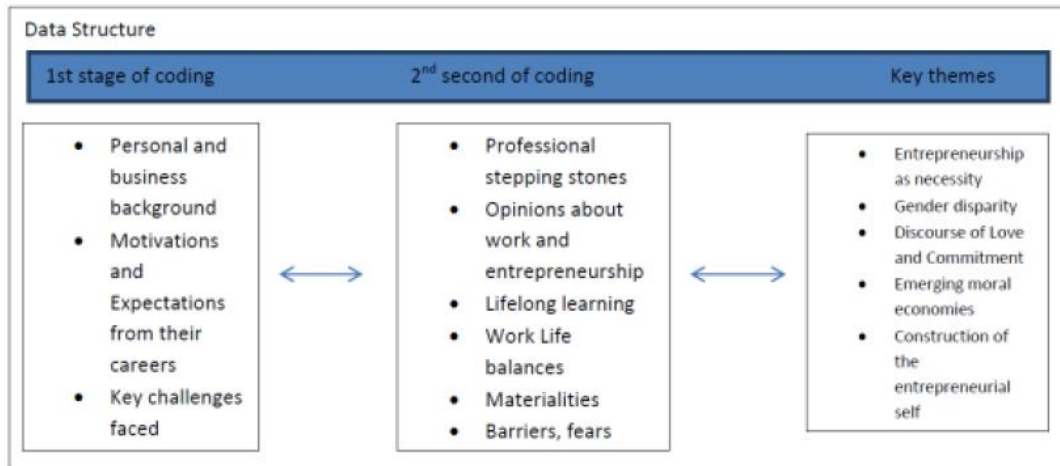 Data Structure
1st stage of coding
2nd second of coding
Key themes
• Personal and
business
background
• Motivations
and
Expectations
from their
careers
• Key challenges
faced
• Professional
stepping stones
• Opinions about
work and
entrepreneurship
• Lifelong learning
• Work Life
balances
• Materialities
• Barriers, fears
• Entrepreneurship
as necessity
• Gender disparity
• Discourse of Love
and Commitment
• Emerging moral
economies
• Construction of
the
entrepreneurial
self